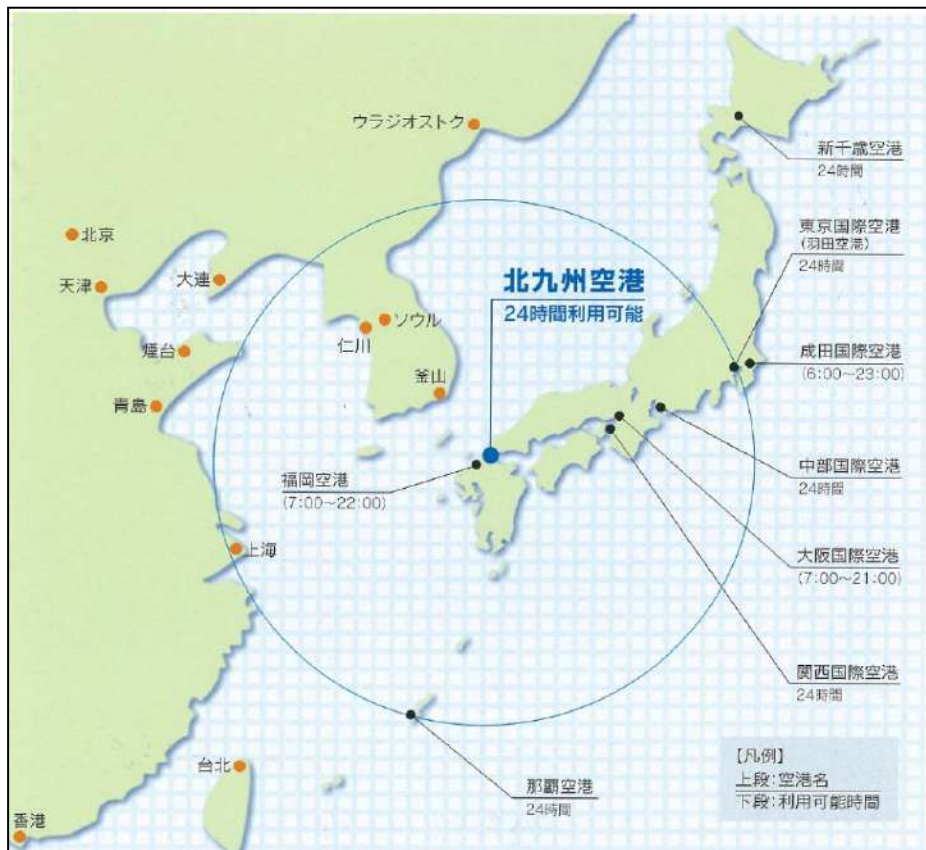 ウラジオストク
新千歳空港
24時間
東京国際空港
(羽田空港)
24時間
北京
天津
大連
北九州空港
24時間利用可能
ソウル
仁川
煙台
成田国際空港
(6:00〜23:00)
釜山
青島
福岡空港
(7:00〜22:00)
中部国際空港
24時間
上海
大阪国際空港
(7:00〜21:00)
関西国際空港
24時間
台北
那覇空港
24時間
【凡例】
上段:空港名
下段:利用可能時間
香港